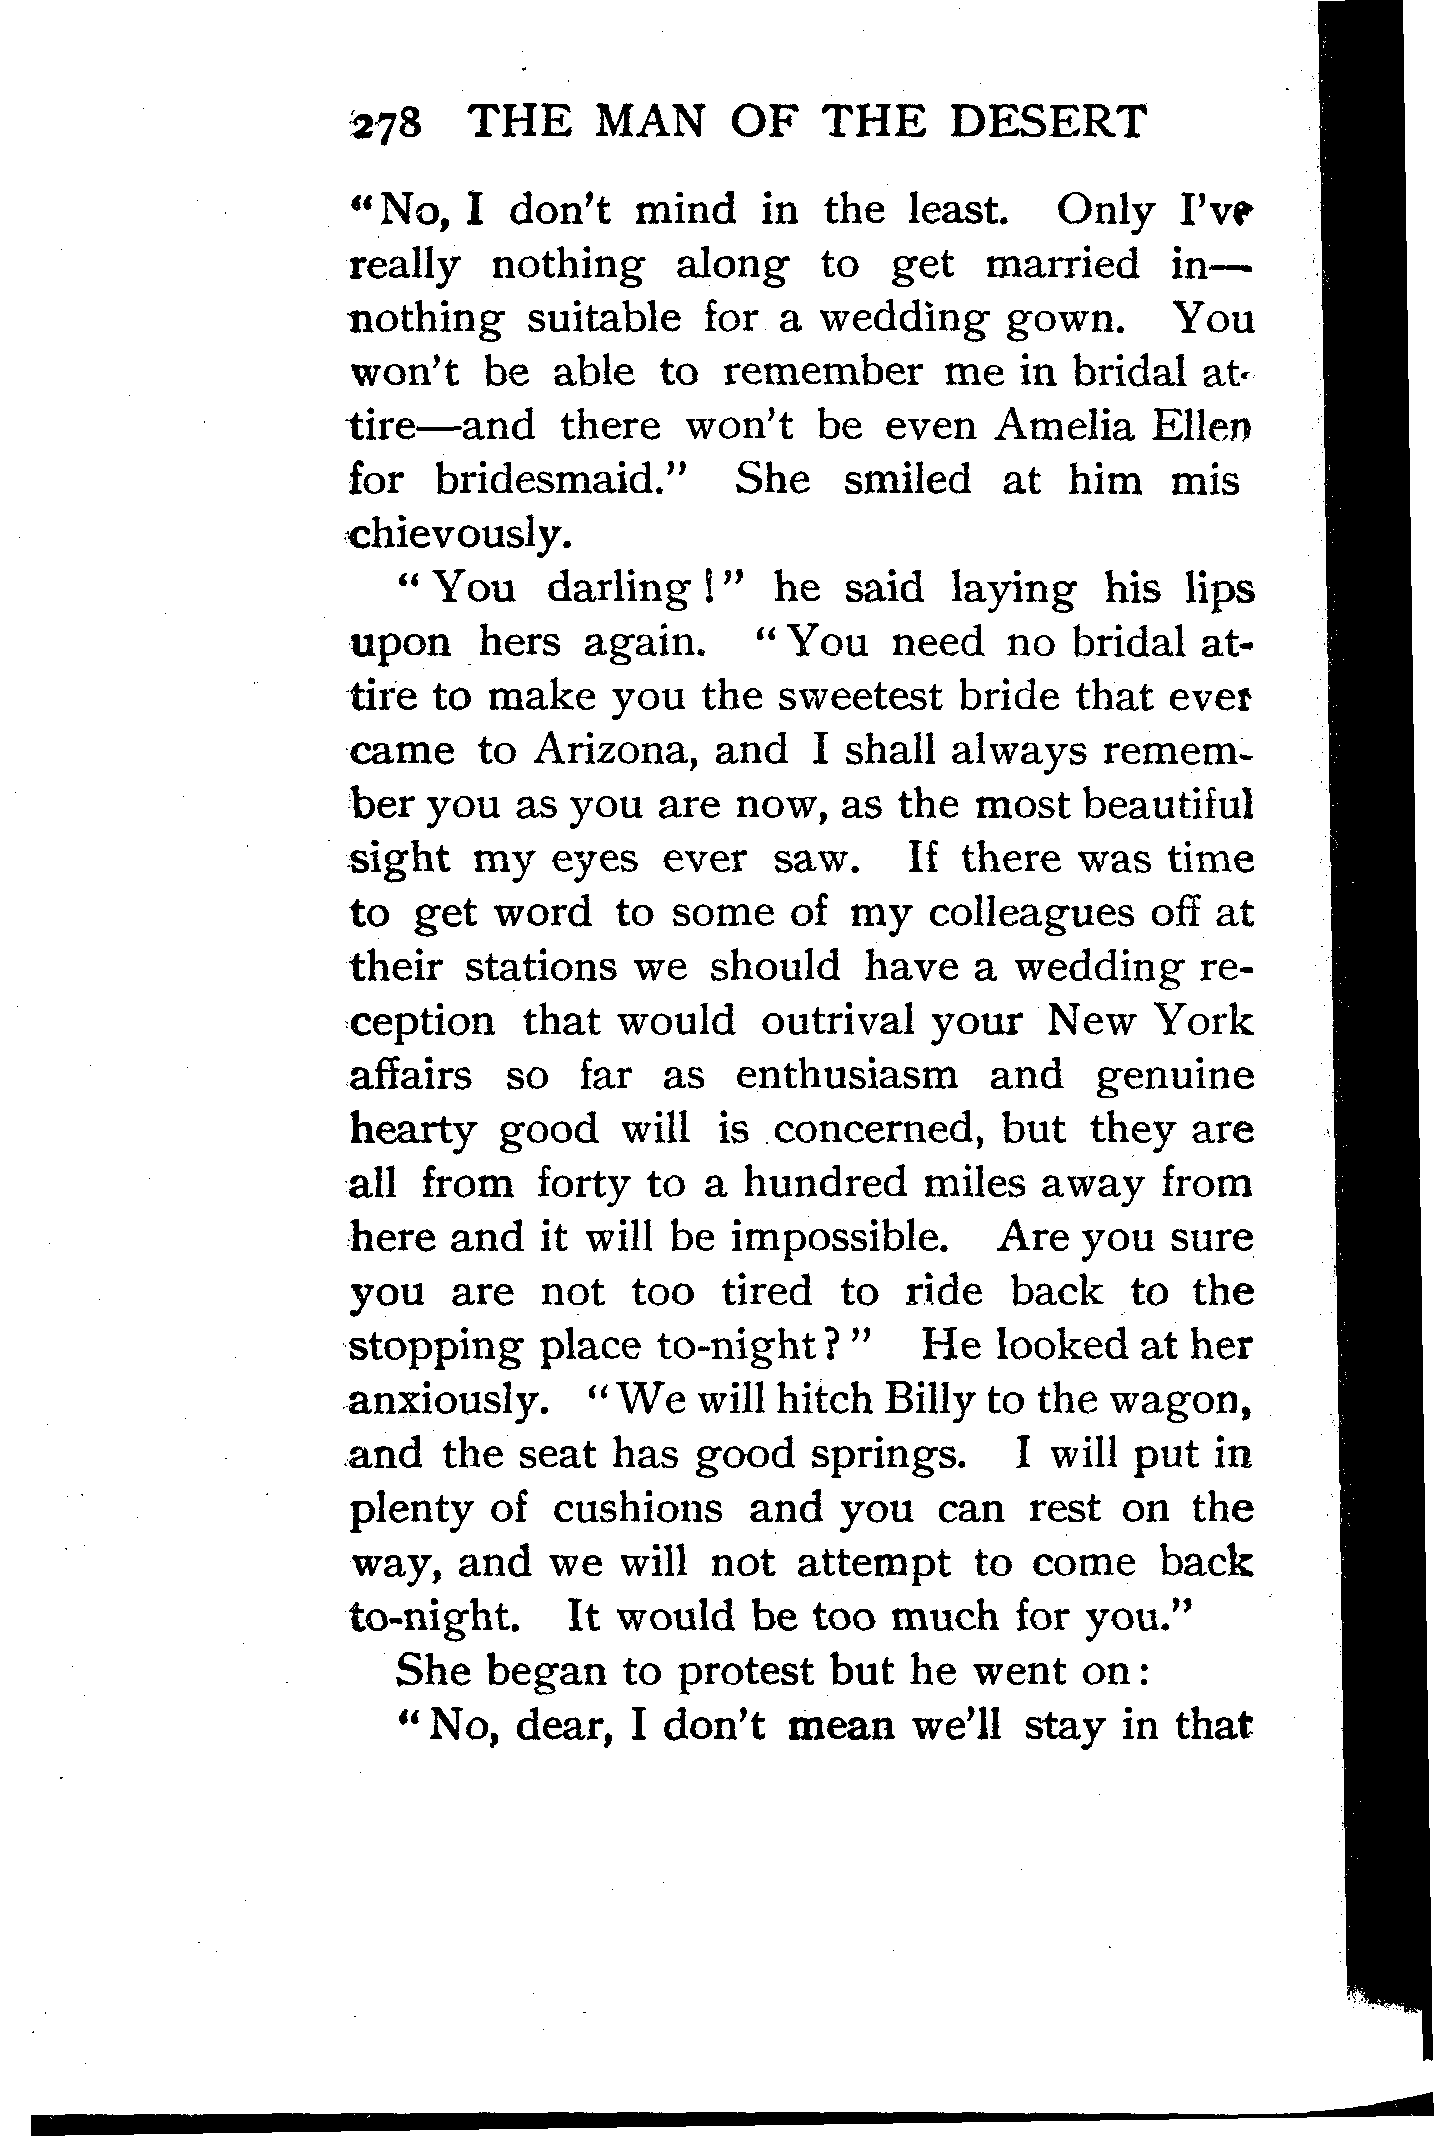 278 THE MAN OF THE DESERT
“No, I don't mind in the least. Only I've
really nothing along to get married in—
nothing suitable for a wedding gown. You
won't be able to remember me in bridal at-
tire—and there won't be even Amelia Ellen
for bridesmaid.” She smiled at him mis
chievously.
“You darling!” he said laying his lips
upon hers again. “You need no bridal at-
tire to make you the sweetest bride that ever
came to Arizona, and I shall always remem-
ber you as you are now, as the most beautiful
sight my eyes ever saw. If there was time
to get word to some of my colleagues off at
their stations we should have a wedding re-
ception that would outrival your New York
affairs so far as enthusiasm and genuine
hearty good will is concerned, but they are
all from forty to a hundred miles away from
here and it will be impossible. Are you sure
you are not too tired to ride back to the
stopping place to-night?” He looked at her
anxiously. “We will hitch Billy to the wagon,
and the seat has good springs. I will put in
plenty of cushions and you can rest on the
way, and we will not attempt to come back
to-night. It would be too much for you.”
She began to protest but he went on:
“No, dear, I don't mean we'll stay in that